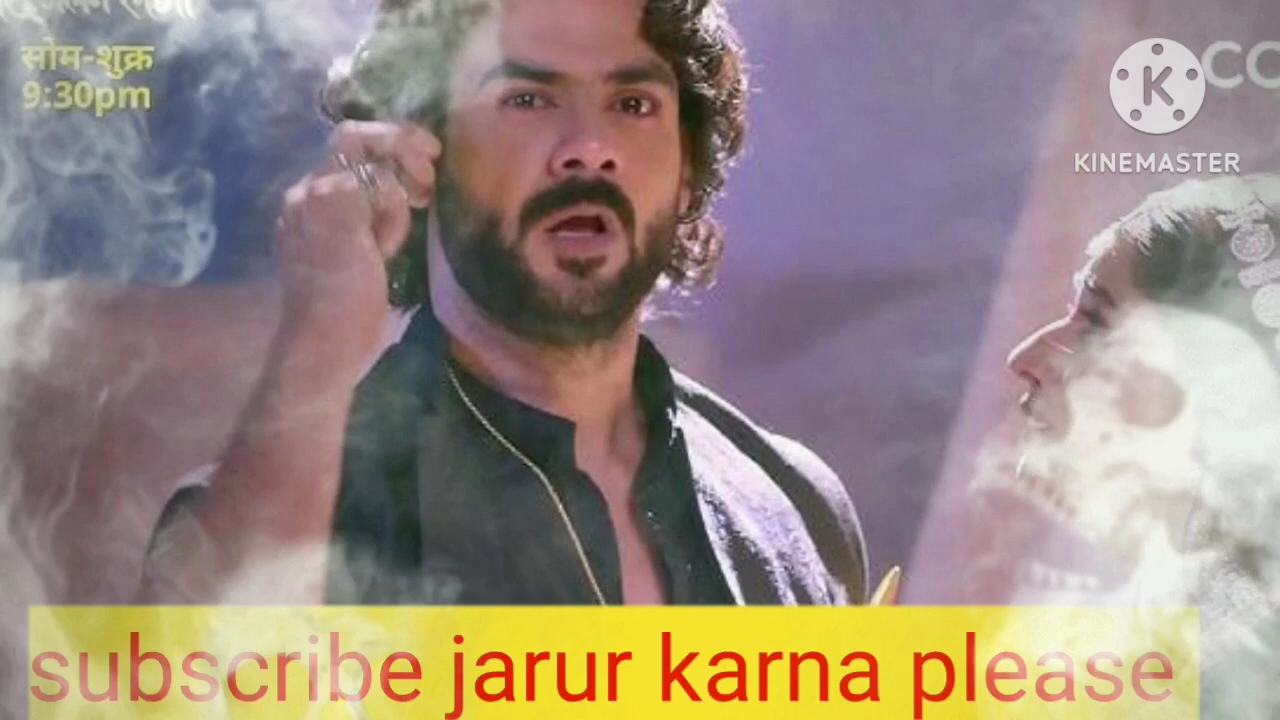 सोम-शुक्र
9:30pm
KINEMASTER
subscribe jarur karna please